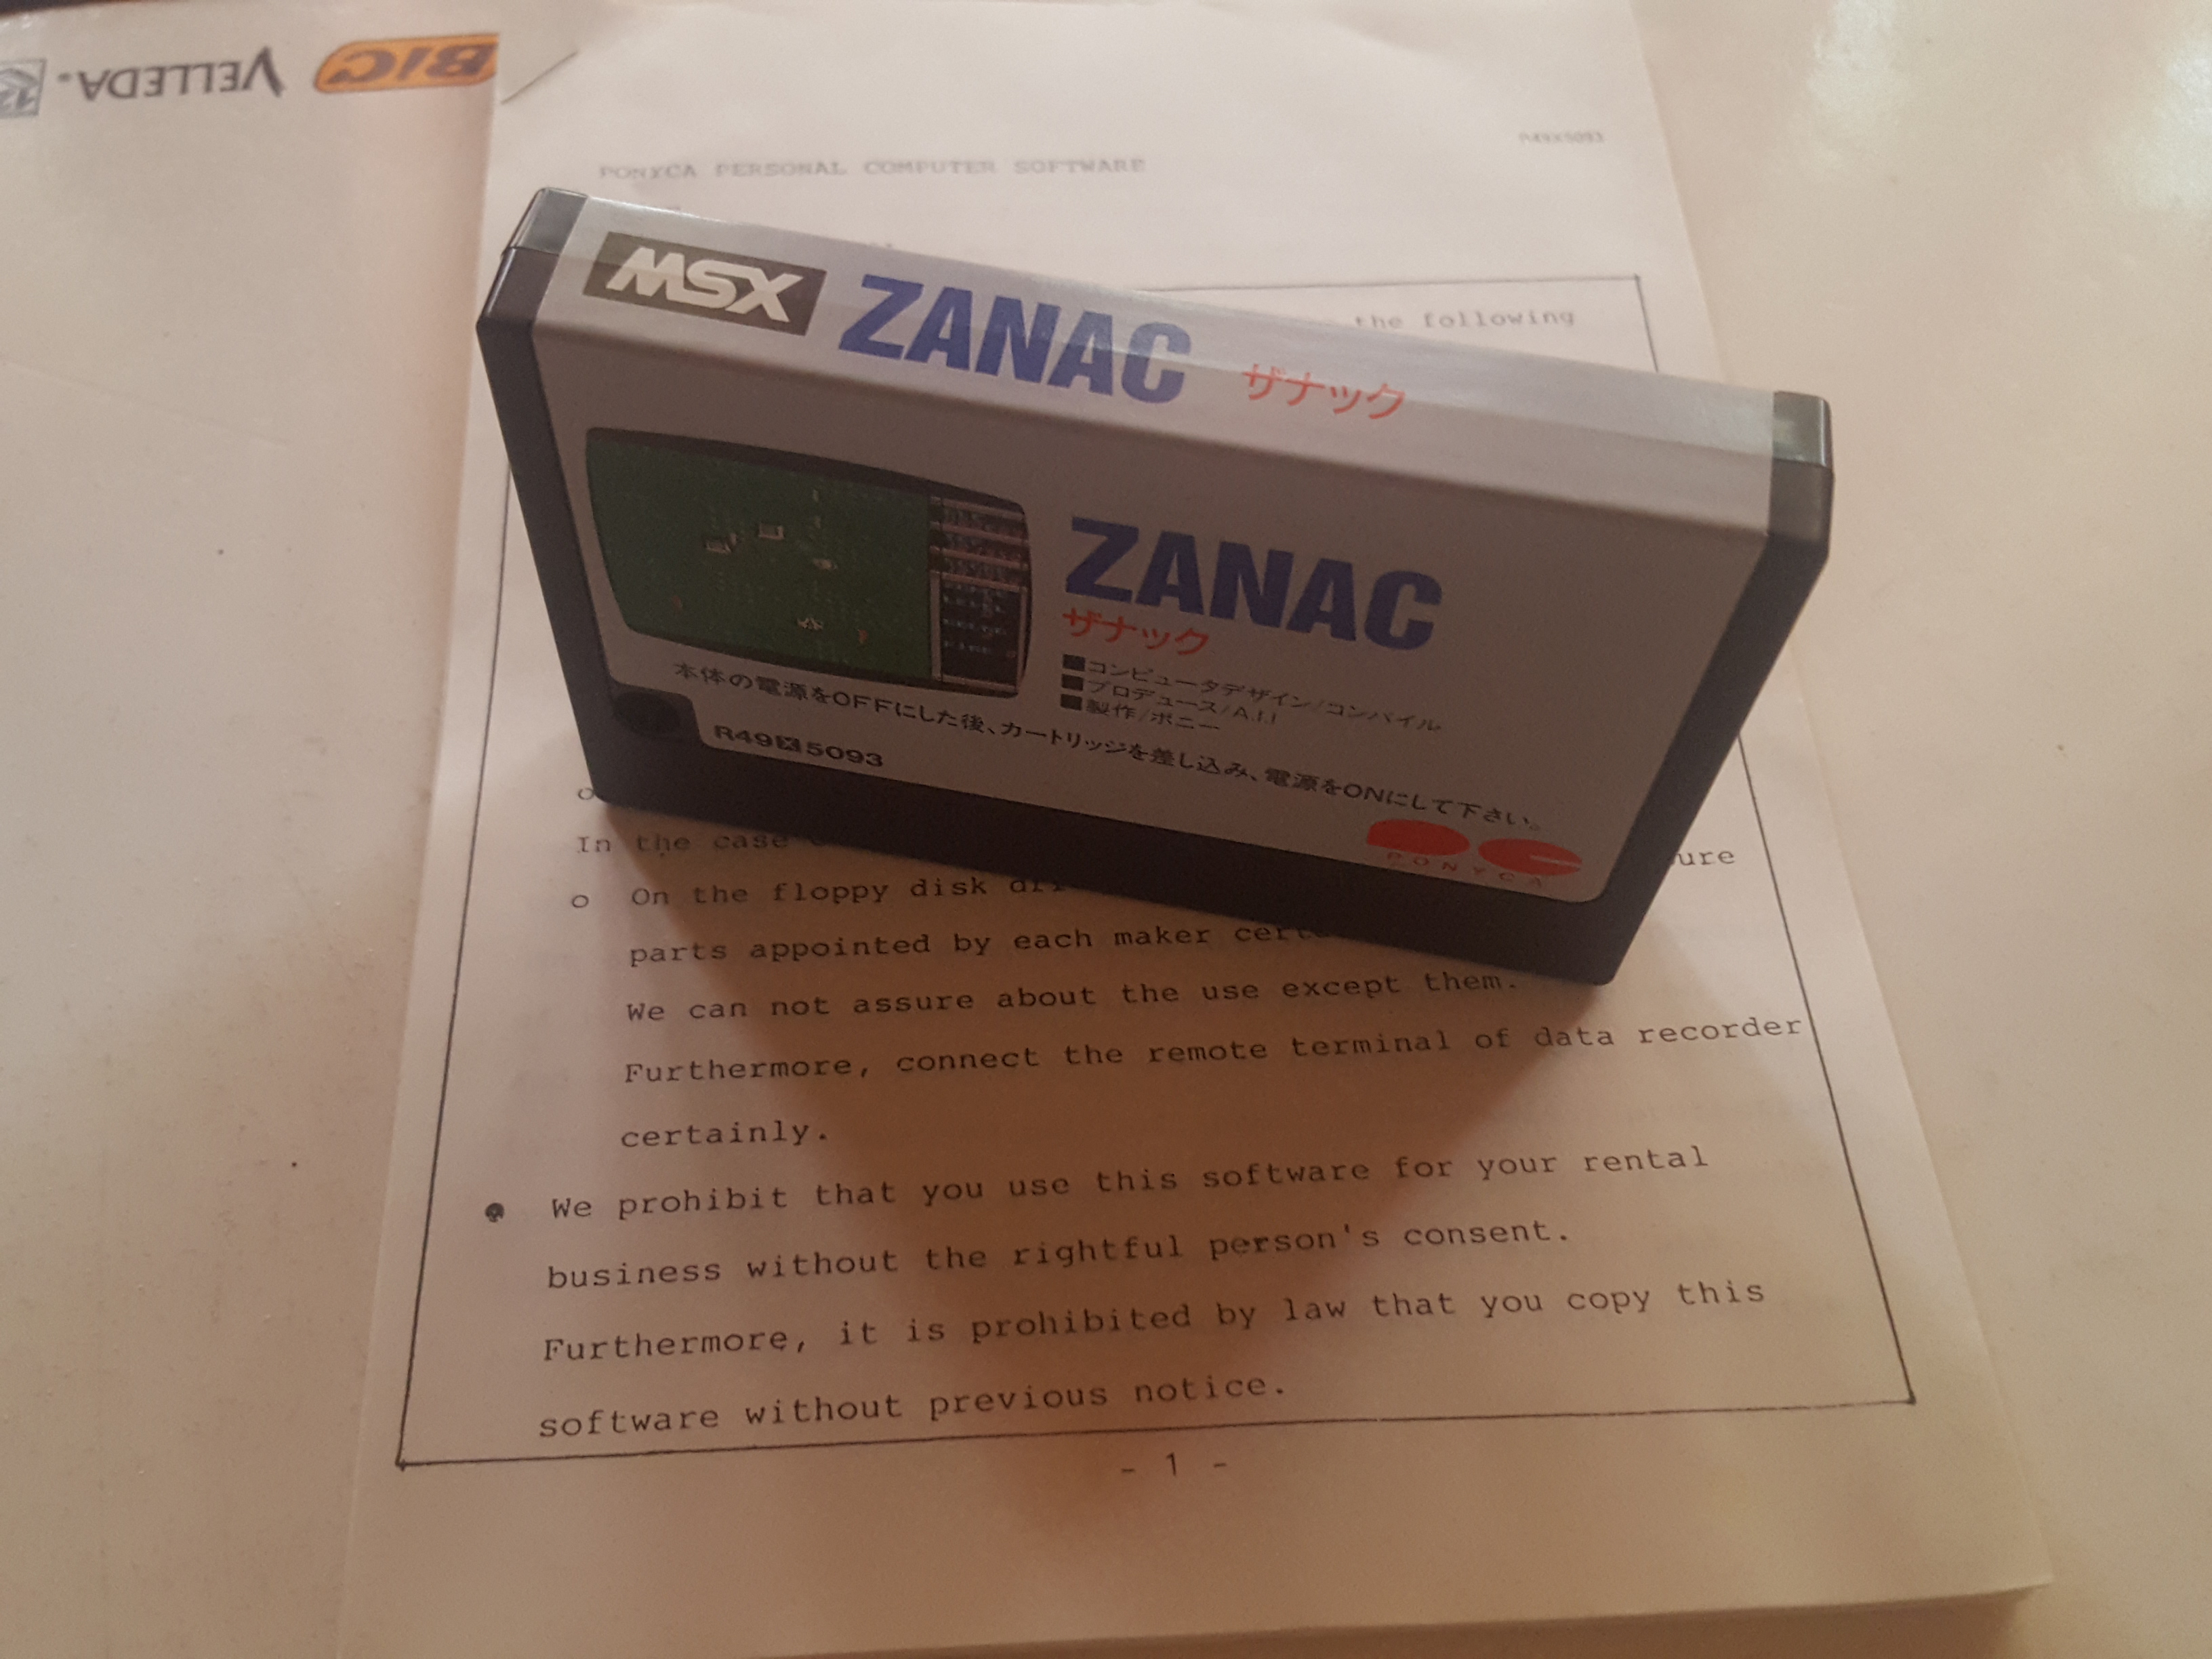 BIC VELLEDA
R49X5093
PONYCA PERSONAL COMPUTER SOFTWARE
the following
MSX ZANAC ザナック
ZANAC
ザナック
■コンピュータデザイン/コンパイル
■プロデュース/A.I.I
■製作/ポニー
本体の電源をOFFにした後、カートリッジを差し込み、電源をONにして下さい。
R49X5093
PONYCA
o
In the case
ure
o On the floppy disk
parts appointed by each maker
We can not assure about the use except them.
Furthermore, connect the remote terminal of data recorder
certainly.
● We prohibit that you use this software for your rental
business without the rightful person's consent.
Furthermore, it is prohibited by law that you copy this
software without previous notice.
- 1 -